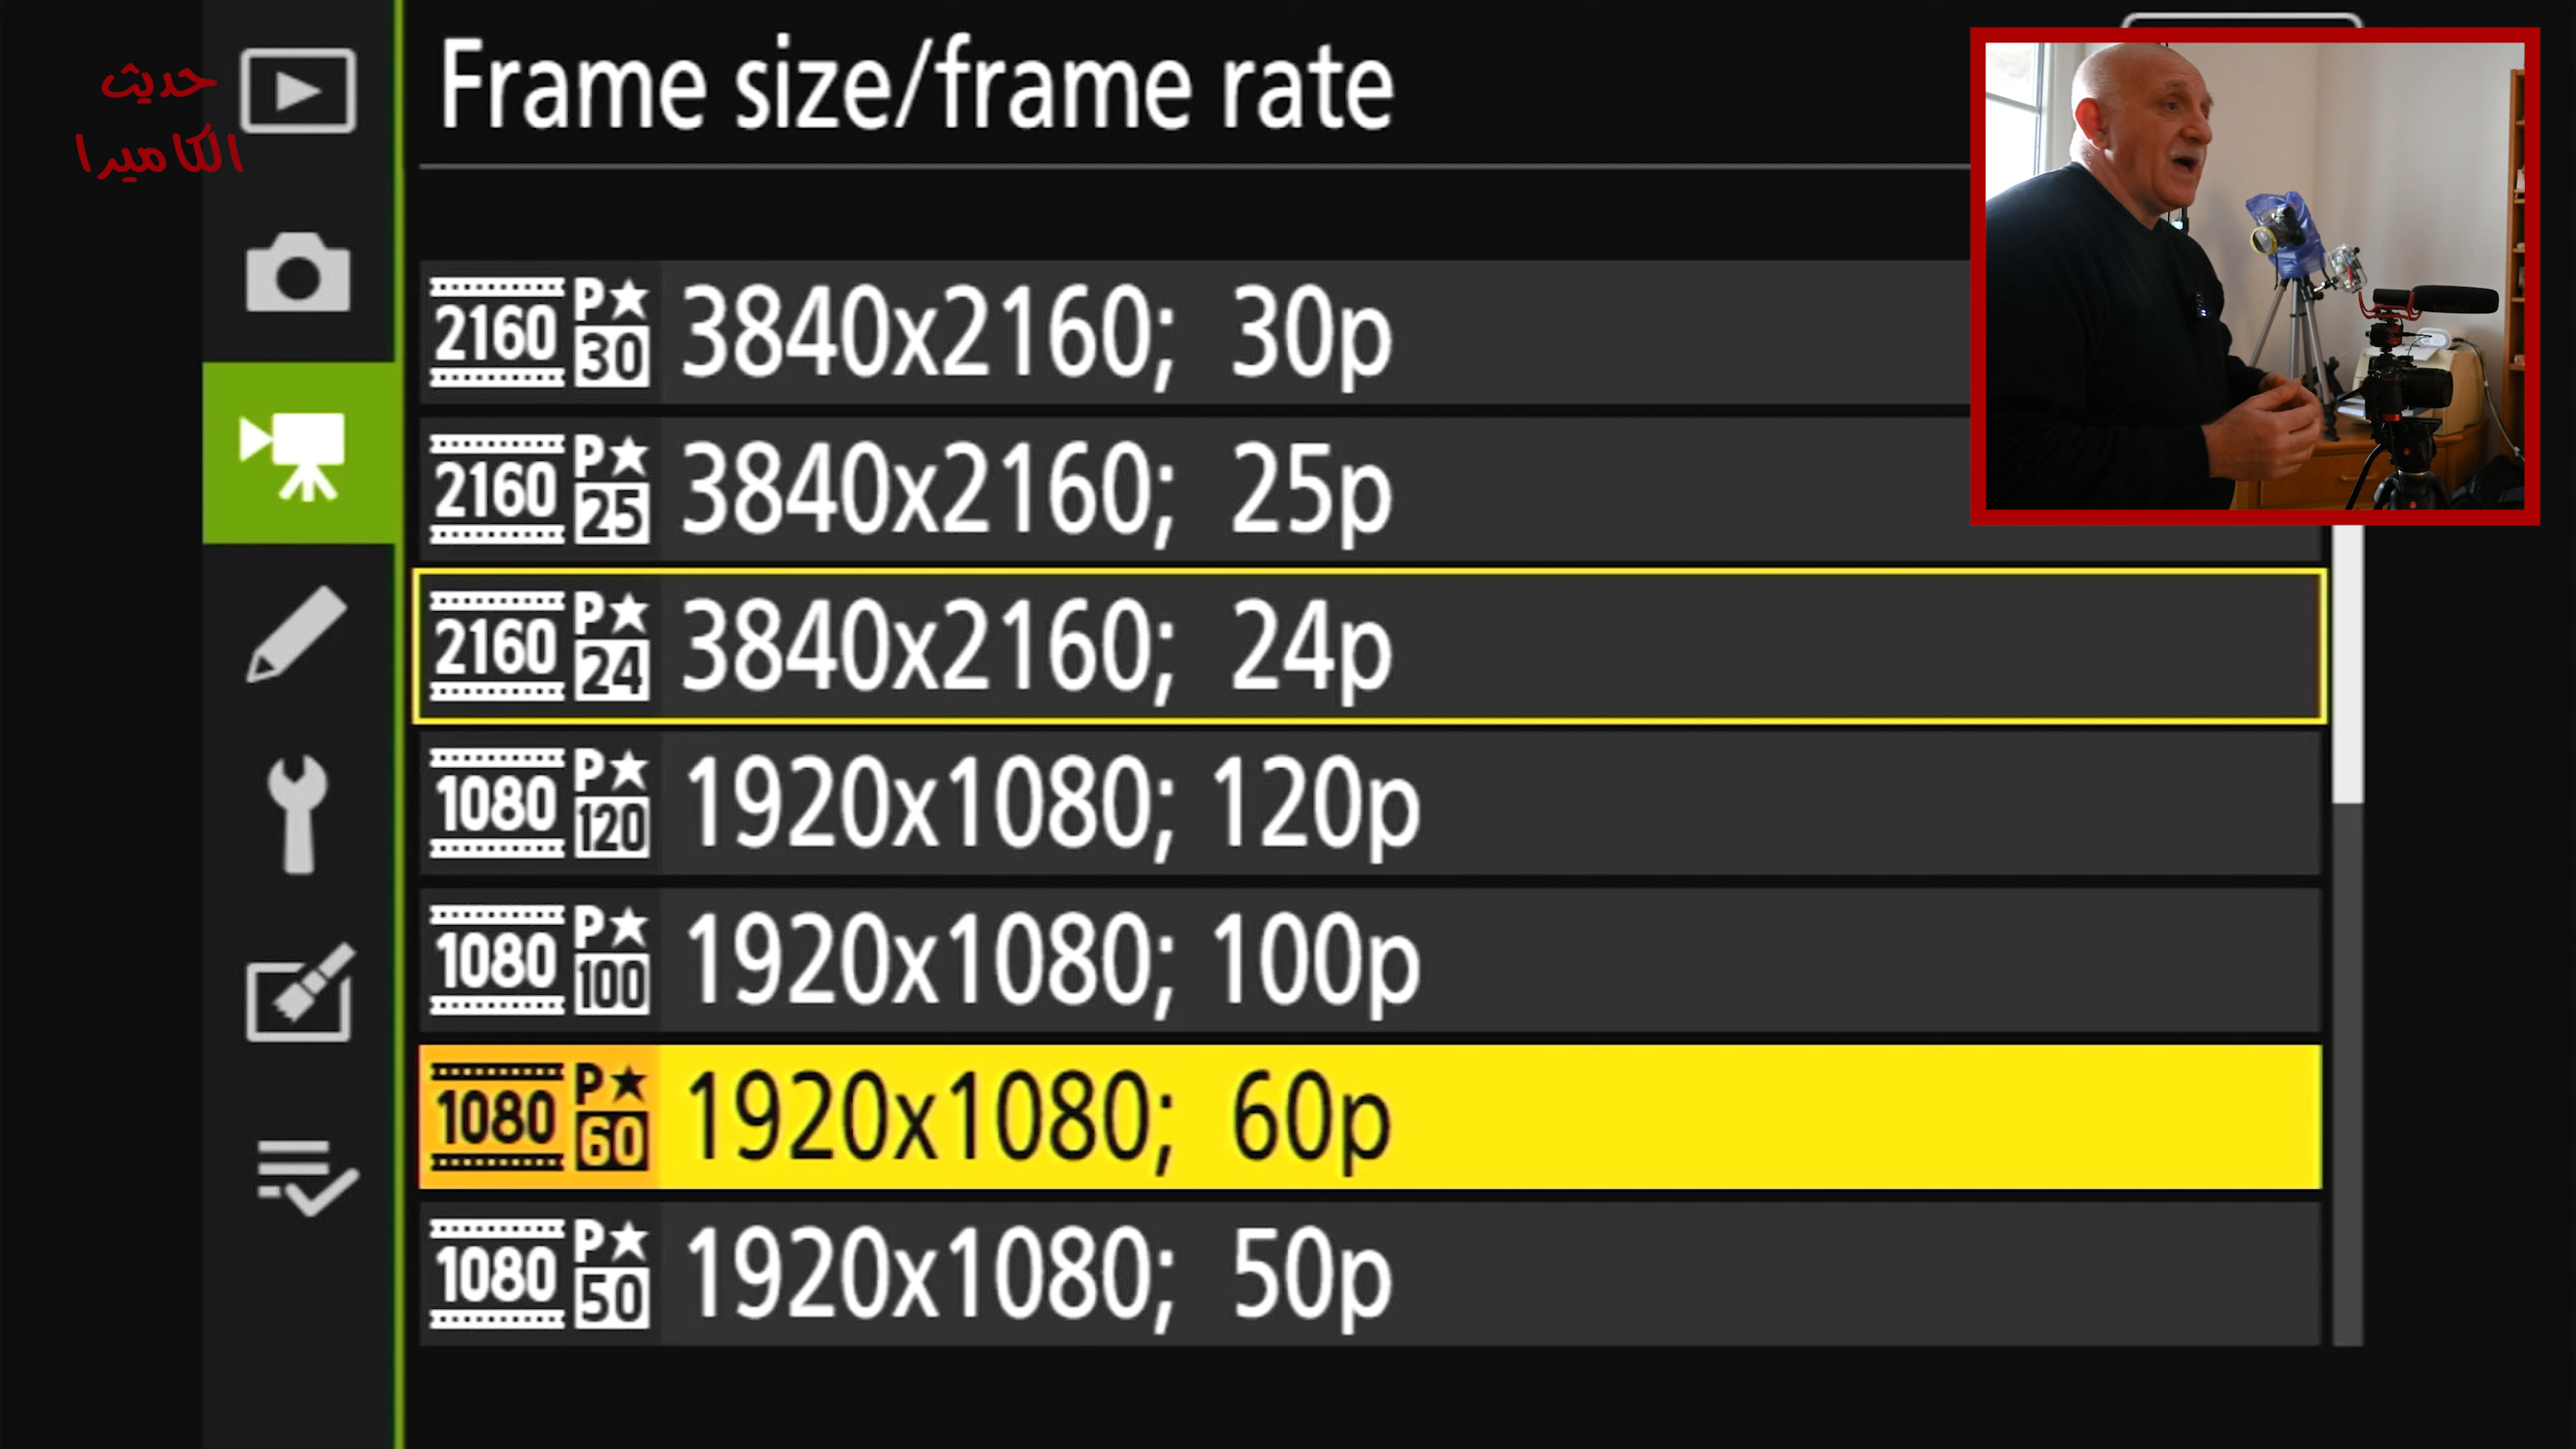 حديث
الكاميرا
Frame size/frame rate
2160 P★ 30 3840x2160; 30p
2160 P★ 25 3840x2160; 25p
2160 P★ 24 3840x2160; 24p
1080 P★ 120 1920x1080; 120p
1080 P★ 100 1920x1080; 100p
1080 P★ 60 1920x1080; 60p
1080 P★ 50 1920x1080; 50p